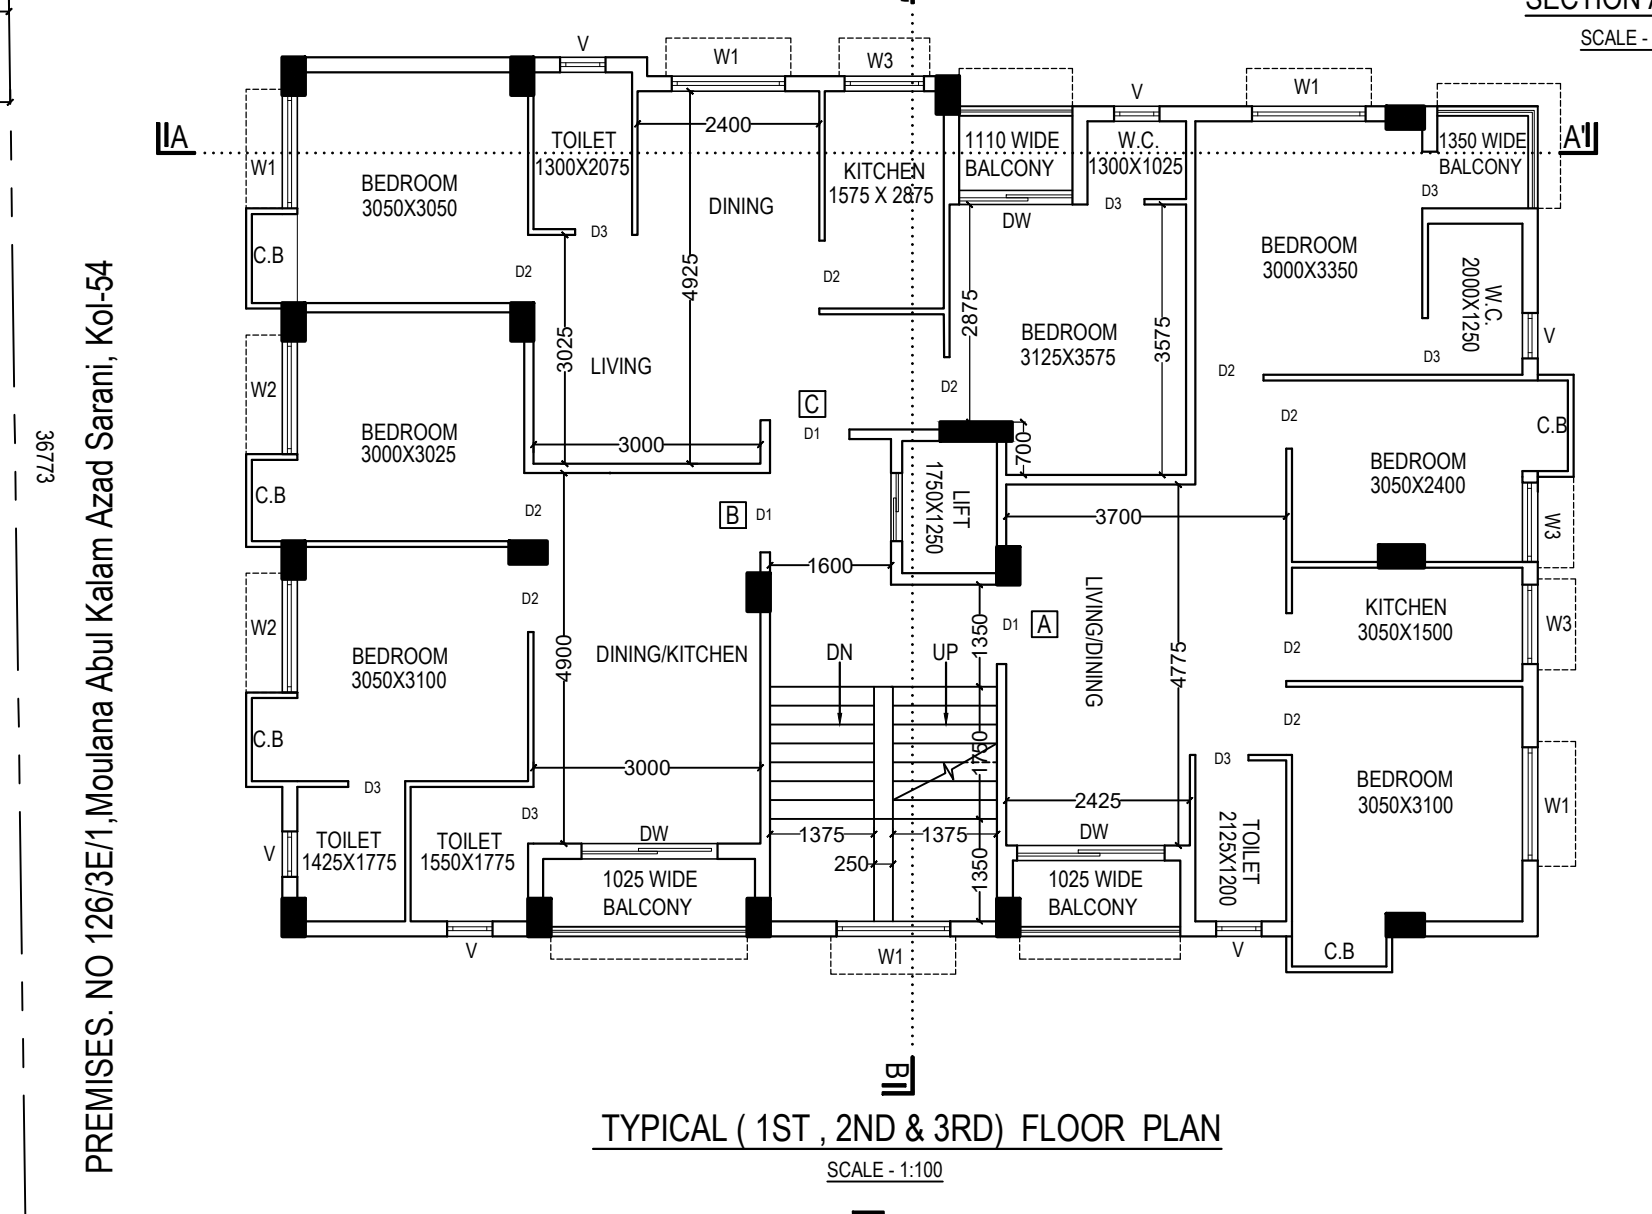 SECTION A
SCALE -
PREMISES. NO 126/3E/1,Moulana Abul Kalam Azad Sarani, Kol-54
36773
V
W1
W3
V
W1
A
A'
W1
TOILET
1300X2075
2400
KITCHEN
1575 X 2875
1110 WIDE
BALCONY
W.C.
1300X1025
1350 WIDE
BALCONY
BEDROOM
3050X3050
DINING
DW
D3
D3
D3
C.B
D2
D2
4925
2875
3575
BEDROOM
3000X3350
W.C.
2000X1250
V
3025
LIVING
BEDROOM
3125X3575
D3
D2
D2
W2
D2
C
D1
C.B
BEDROOM
3000X3025
3000
700
BEDROOM
3050X2400
C.B
D2
B
D1
LIFT
1750X1250
3700
W3
1600
W2
D2
4900
DINING/KITCHEN
DN
UP
1350
D1
A
LIVING/DINING
4775
KITCHEN
3050X1500
W3
D2
BEDROOM
3050X3100
C.B
3000
1750
D2
D3
BEDROOM
3050X3100
W1
D3
D3
2425
DW
1375
1375
DW
V
TOILET
1425X1775
TOILET
1550X1775
250
1350
1025 WIDE
BALCONY
1025 WIDE
BALCONY
TOILET
2125X1200
V
W1
V
C.B
B
TYPICAL ( 1ST , 2ND & 3RD) FLOOR PLAN
SCALE - 1:100